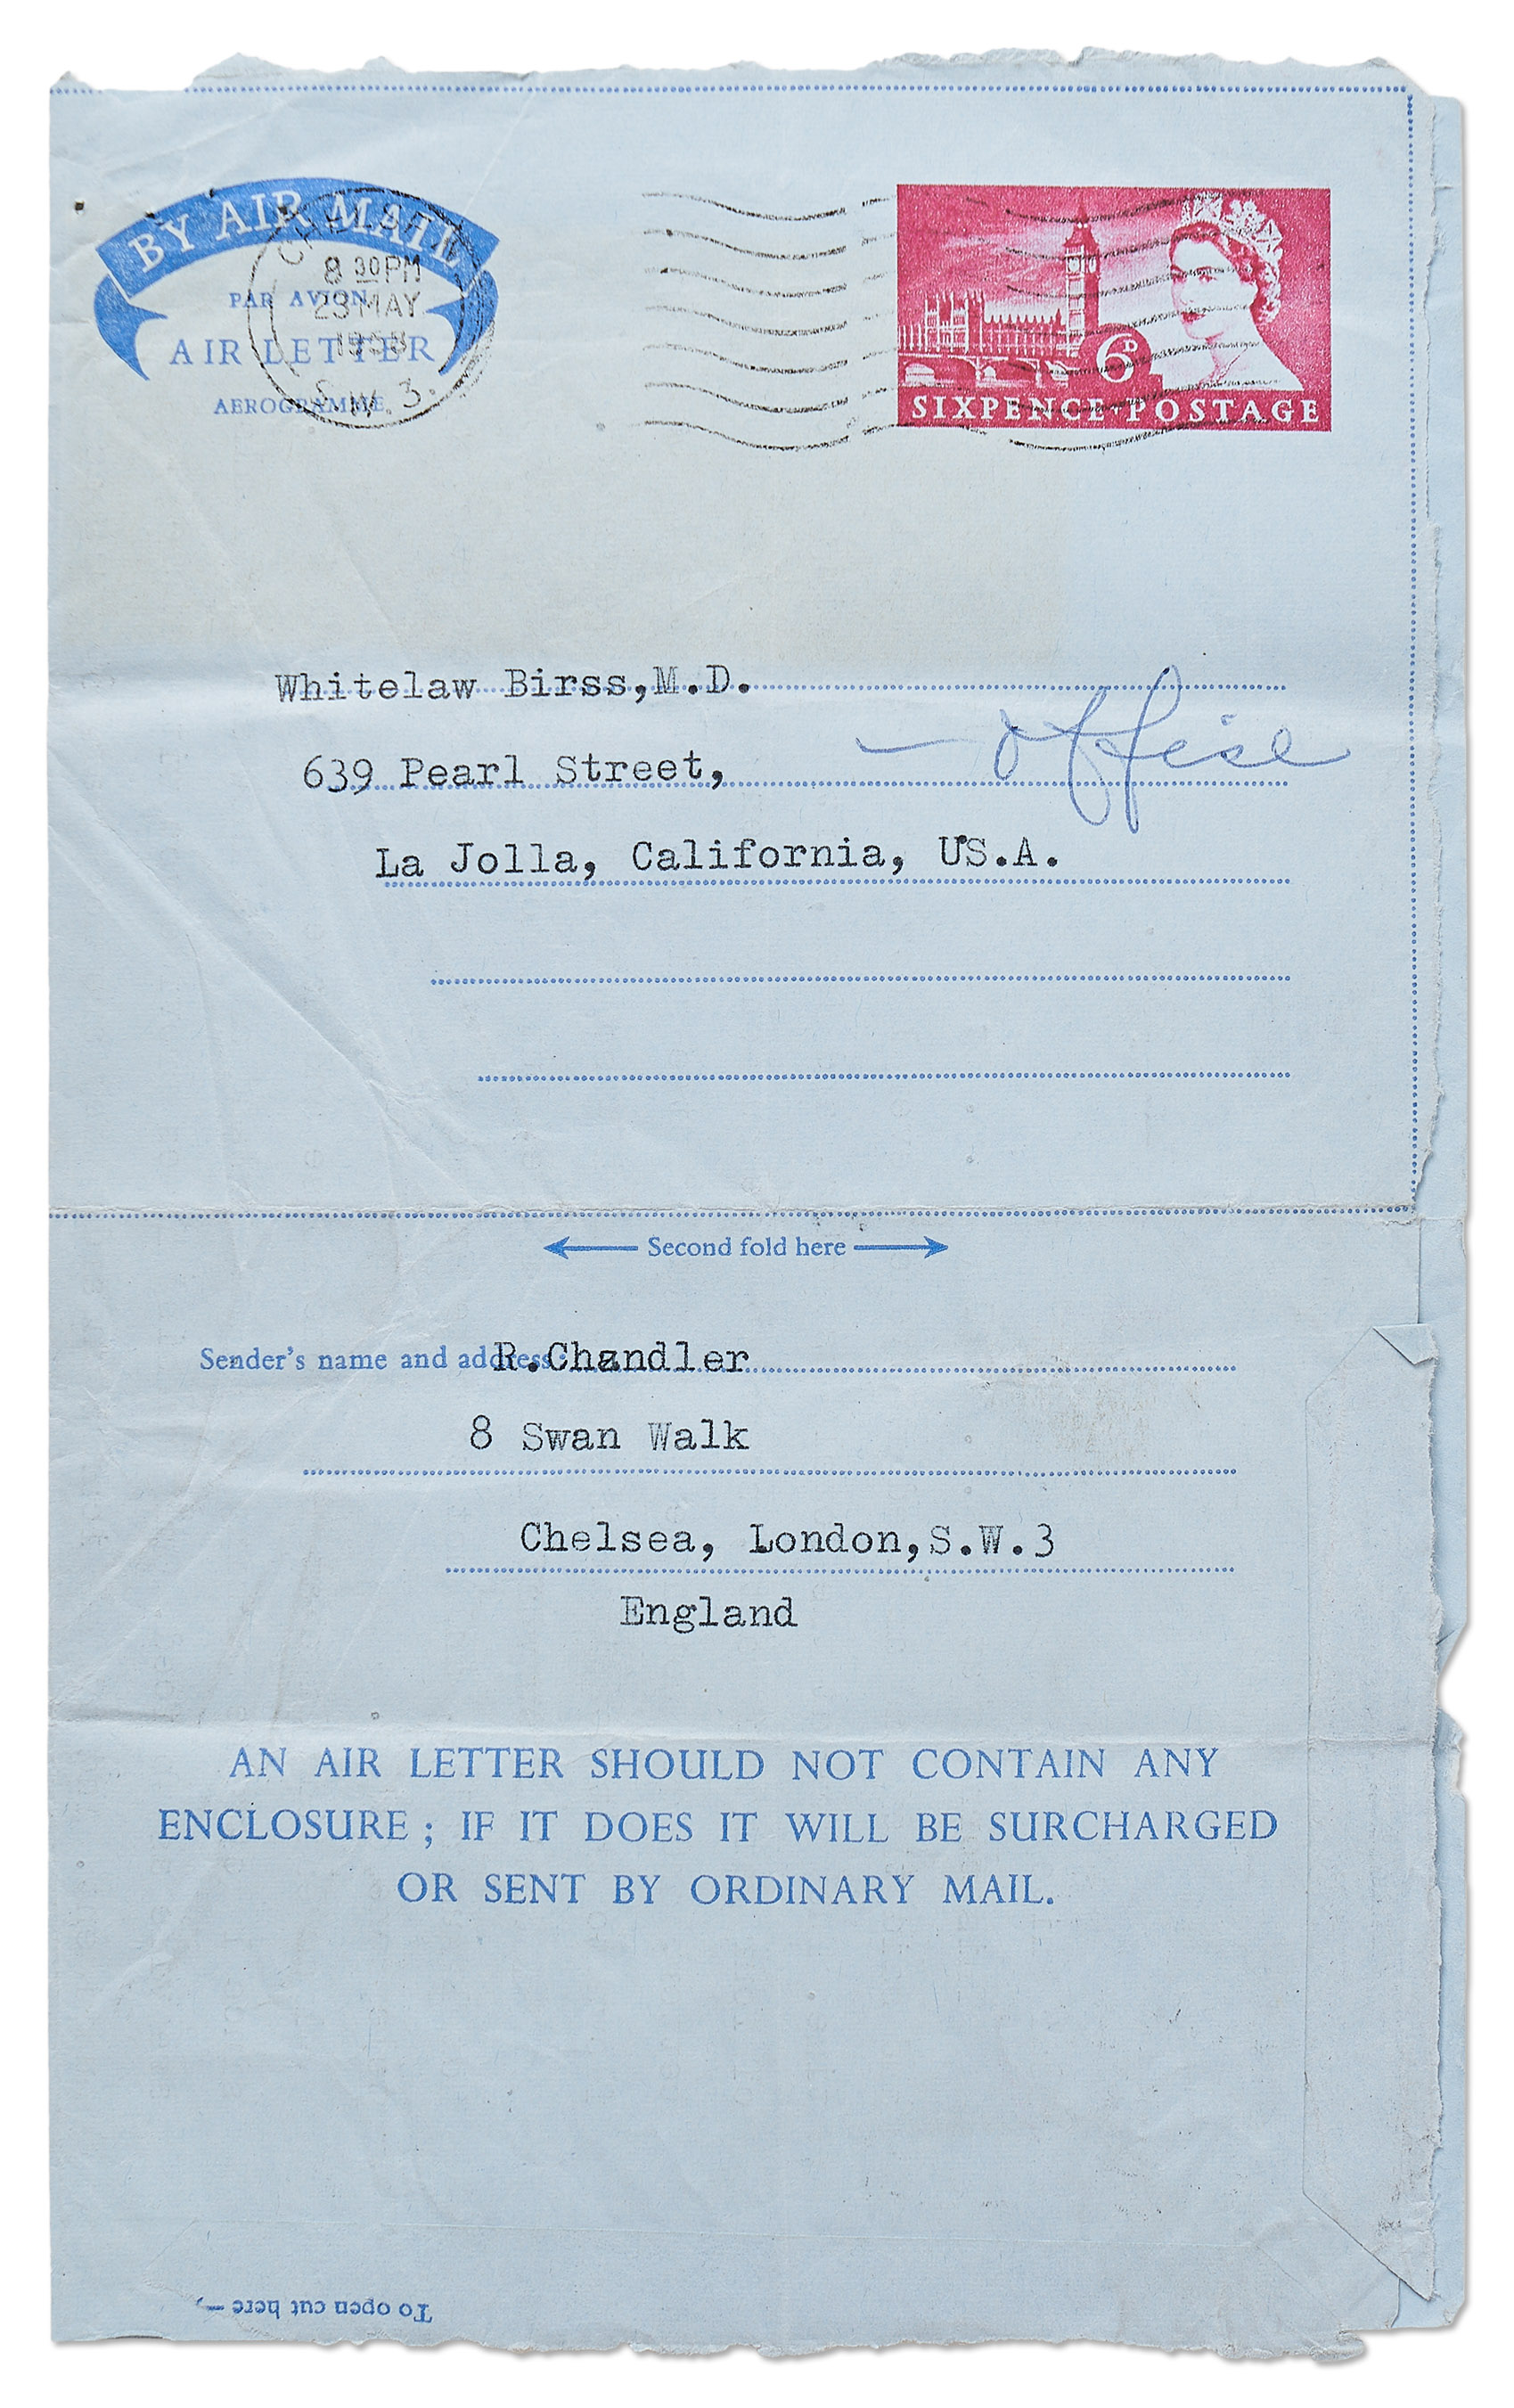 BY AIR MAIL
PAR AVION
AIR LETTER
AEROGRAMME
CHELSEA
8 30PM
23 MAY
1958
S.W.3.
6D
SIXPENCE·POSTAGE
Whitelaw Birss,M.D.
— office
639 Pearl Street,
La Jolla, California, US.A.
Second fold here
Sender's name and address:
R.Chandler
8 Swan Walk
Chelsea, London,S.W.3
England
AN AIR LETTER SHOULD NOT CONTAIN ANY
ENCLOSURE ; IF IT DOES IT WILL BE SURCHARGED
OR SENT BY ORDINARY MAIL.
To open cut here